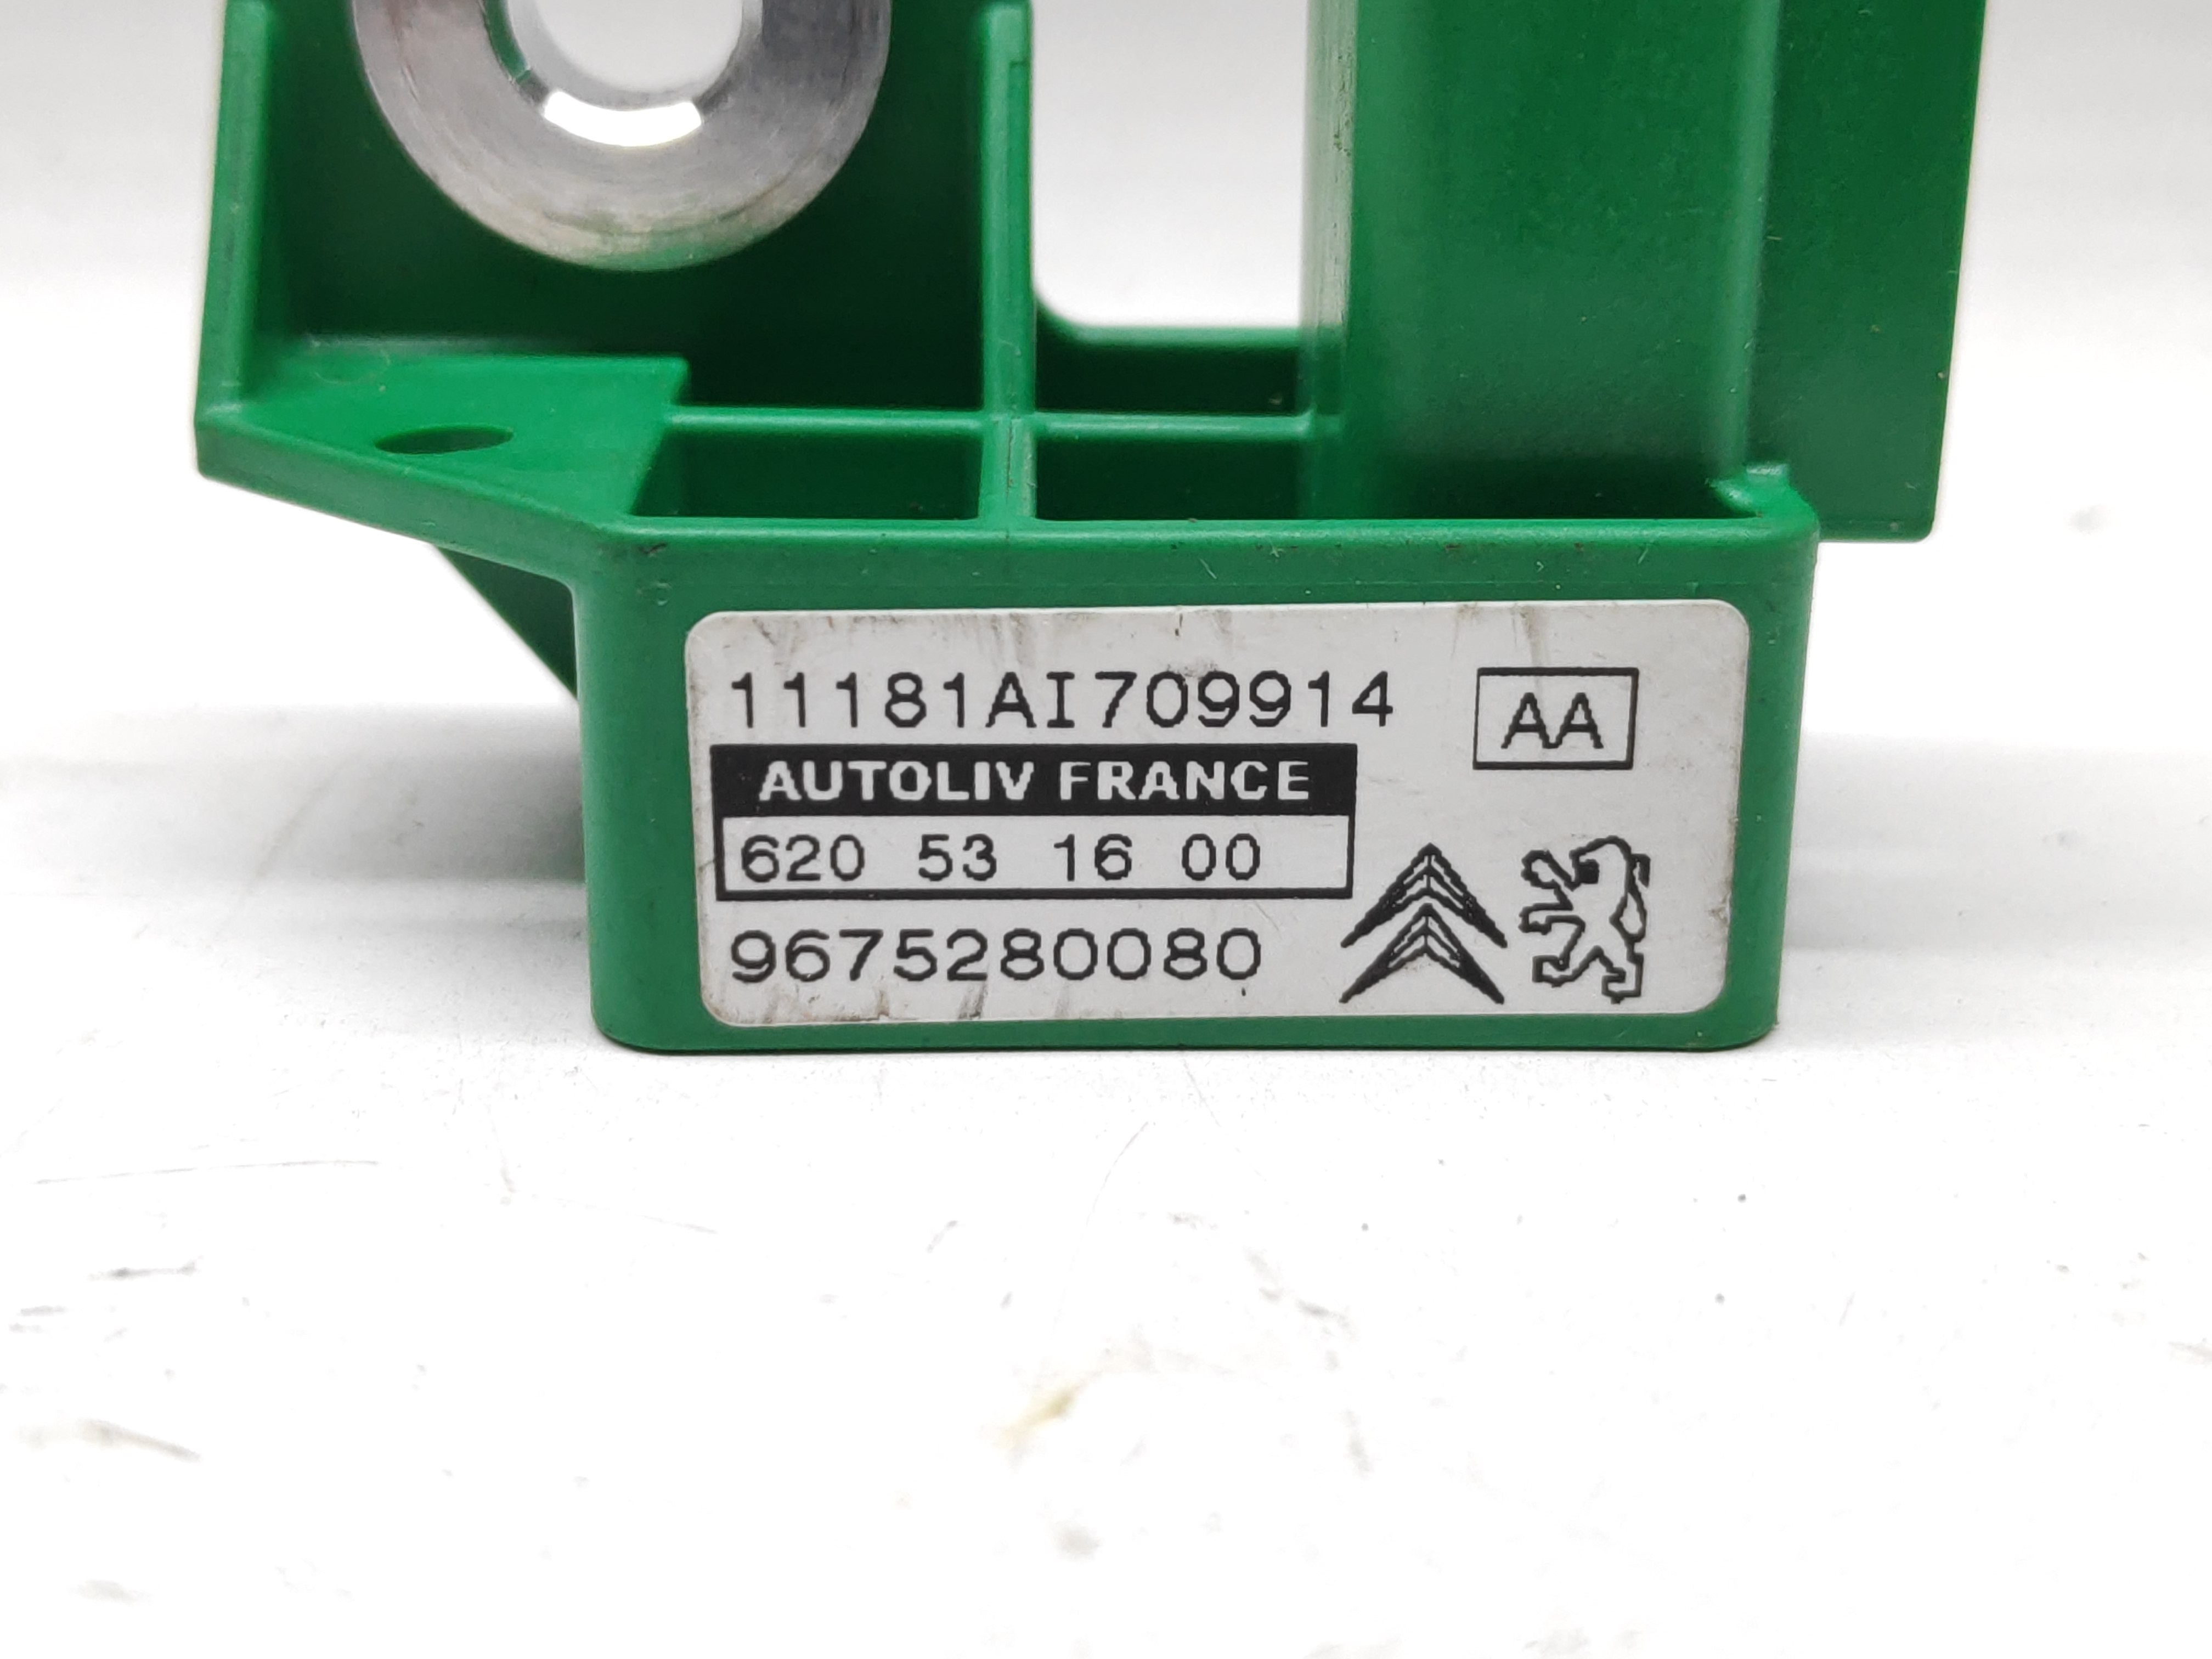 11181AI709914
AA
AUTOLIV FRANCE
620 53 16 00
9675280080